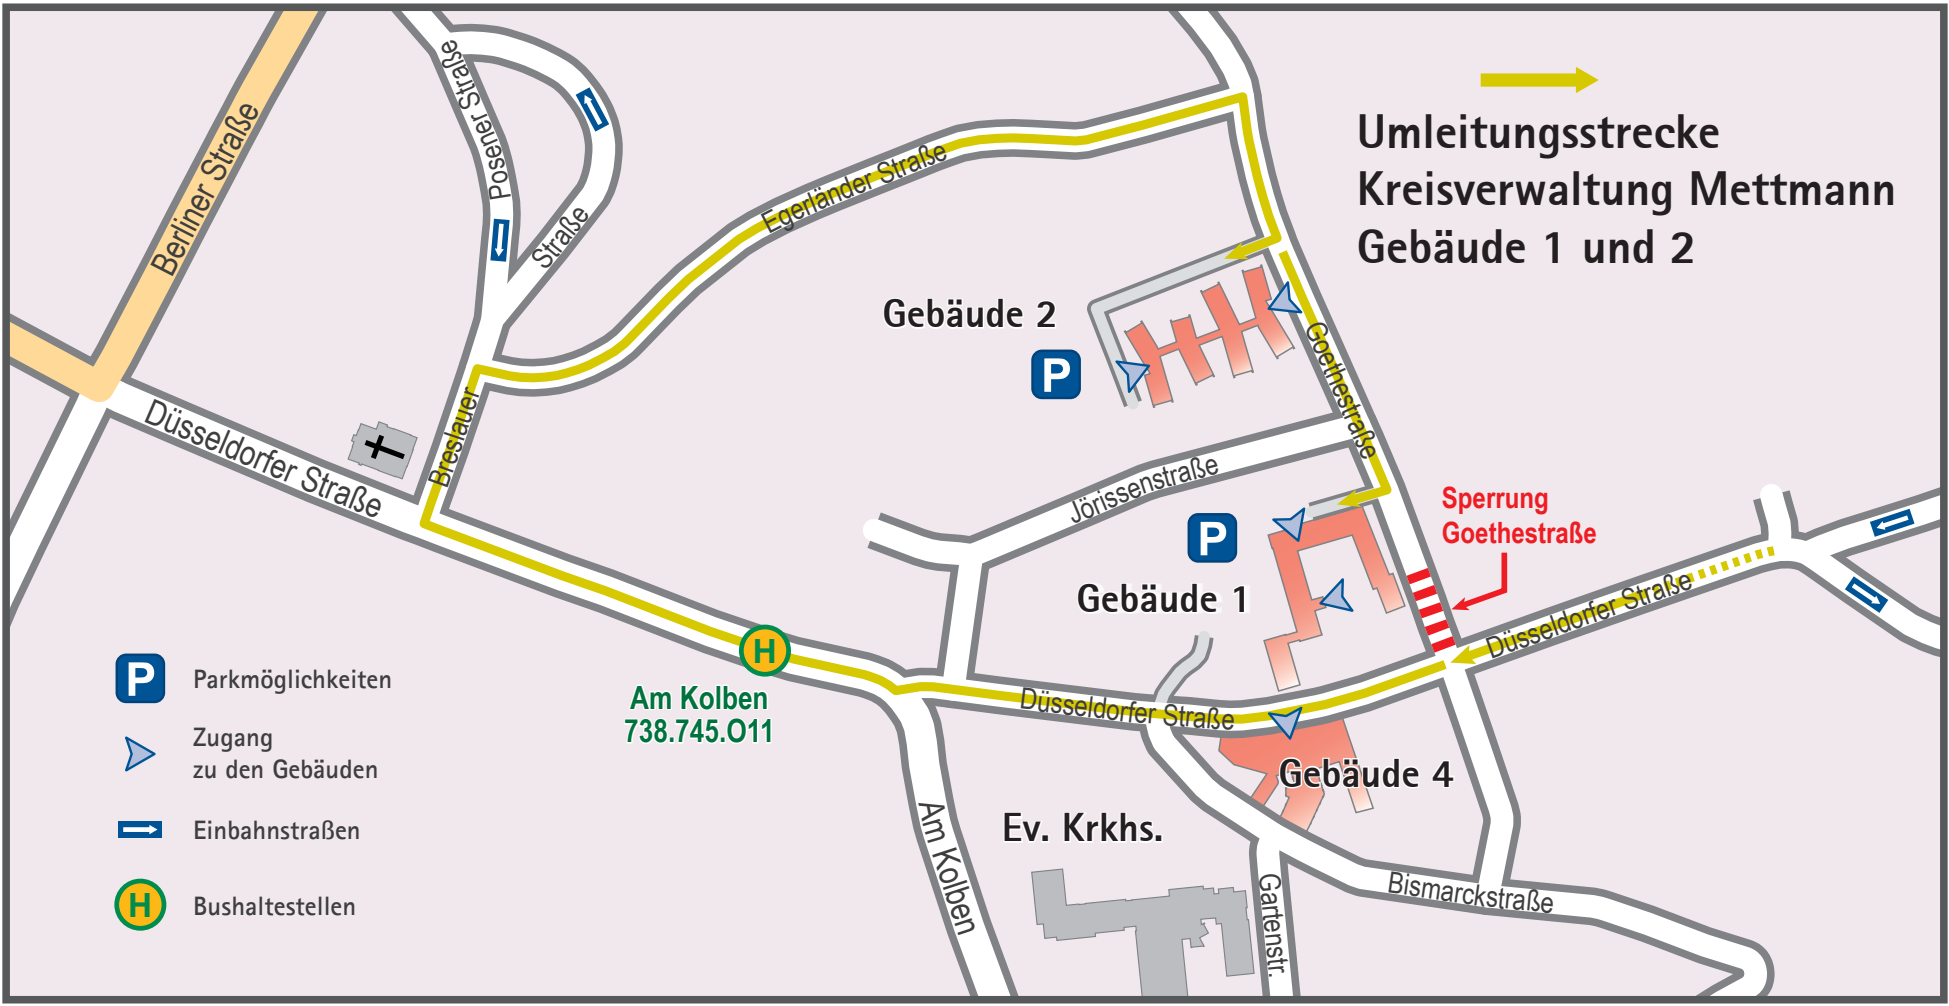 Umleitungsstrecke
Kreisverwaltung Mettmann
Gebäude 1 und 2
Berliner Straße
Posener Straße
Straße
Egerländer Straße
Gebäude 2
P
Goethestraße
Düsseldorfer Straße
Breslauer
Jörissenstraße
P
Sperrung
Goethestraße
Gebäude 1
Düsseldorfer Straße
H
Am Kolben
738.745.O11
Düsseldorfer Straße
Gebäude 4
Am Kolben
Ev. Krkhs.
Gartenstr.
Bismarckstraße
P
Parkmöglichkeiten
Zugang
zu den Gebäuden
Einbahnstraßen
H
Bushaltestellen